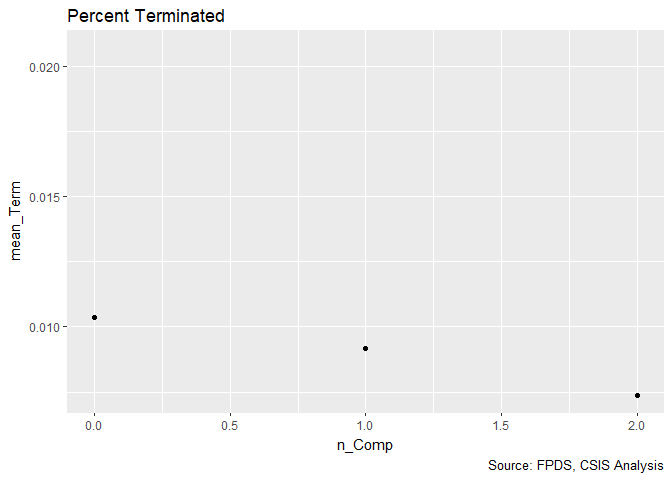 Percent Terminated
mean_Term
0.020
0.015
0.010
0.0
0.5
1.0
1.5
2.0
n_Comp
Source: FPDS, CSIS Analysis